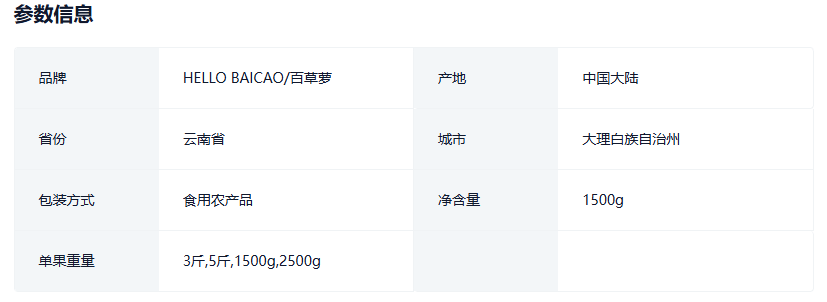 参数信息
品牌 HELLO BAICAO/百草萝 产地 中国大陆
省份 云南省 城市 大理白族自治州
包装方式 食用农产品 净含量 1500g
单果重量 3斤,5斤,1500g,2500g